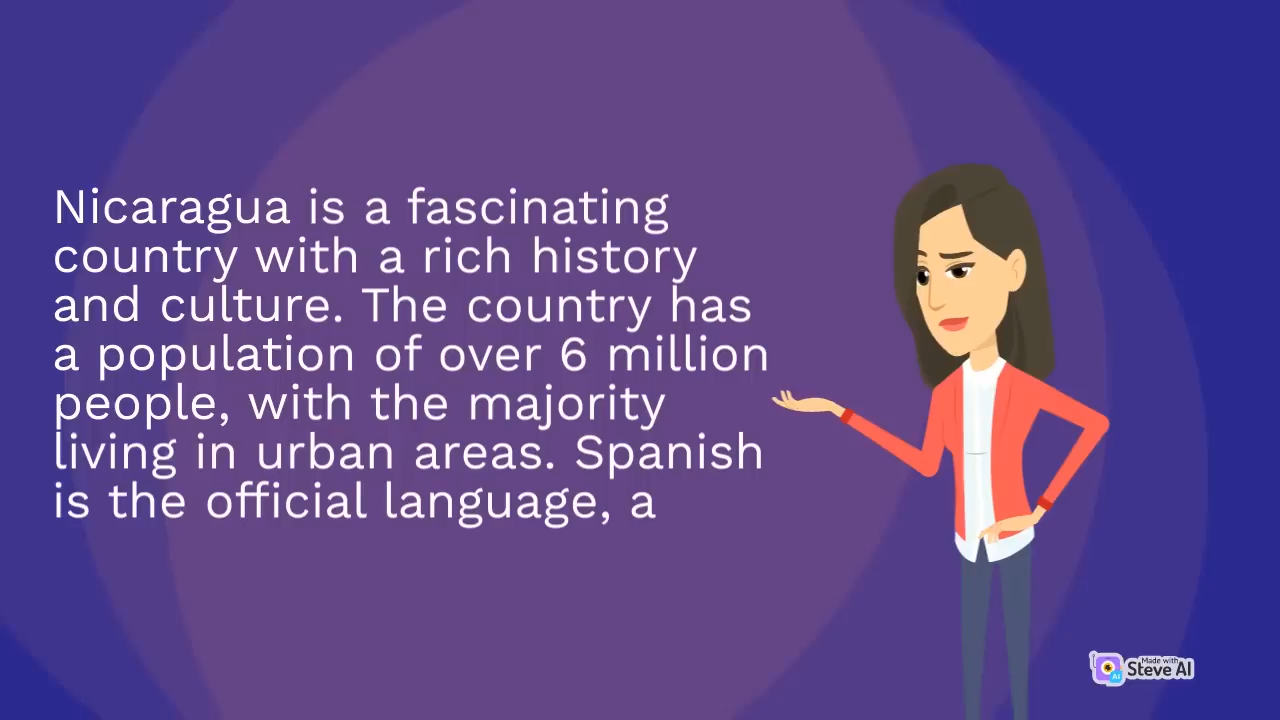 Nicaragua is a fascinating
country with a rich history
and culture. The country has
a population of over 6 million
people, with the majority
living in urban areas. Spanish
is the official language, a
Made with
Steve AI
AI